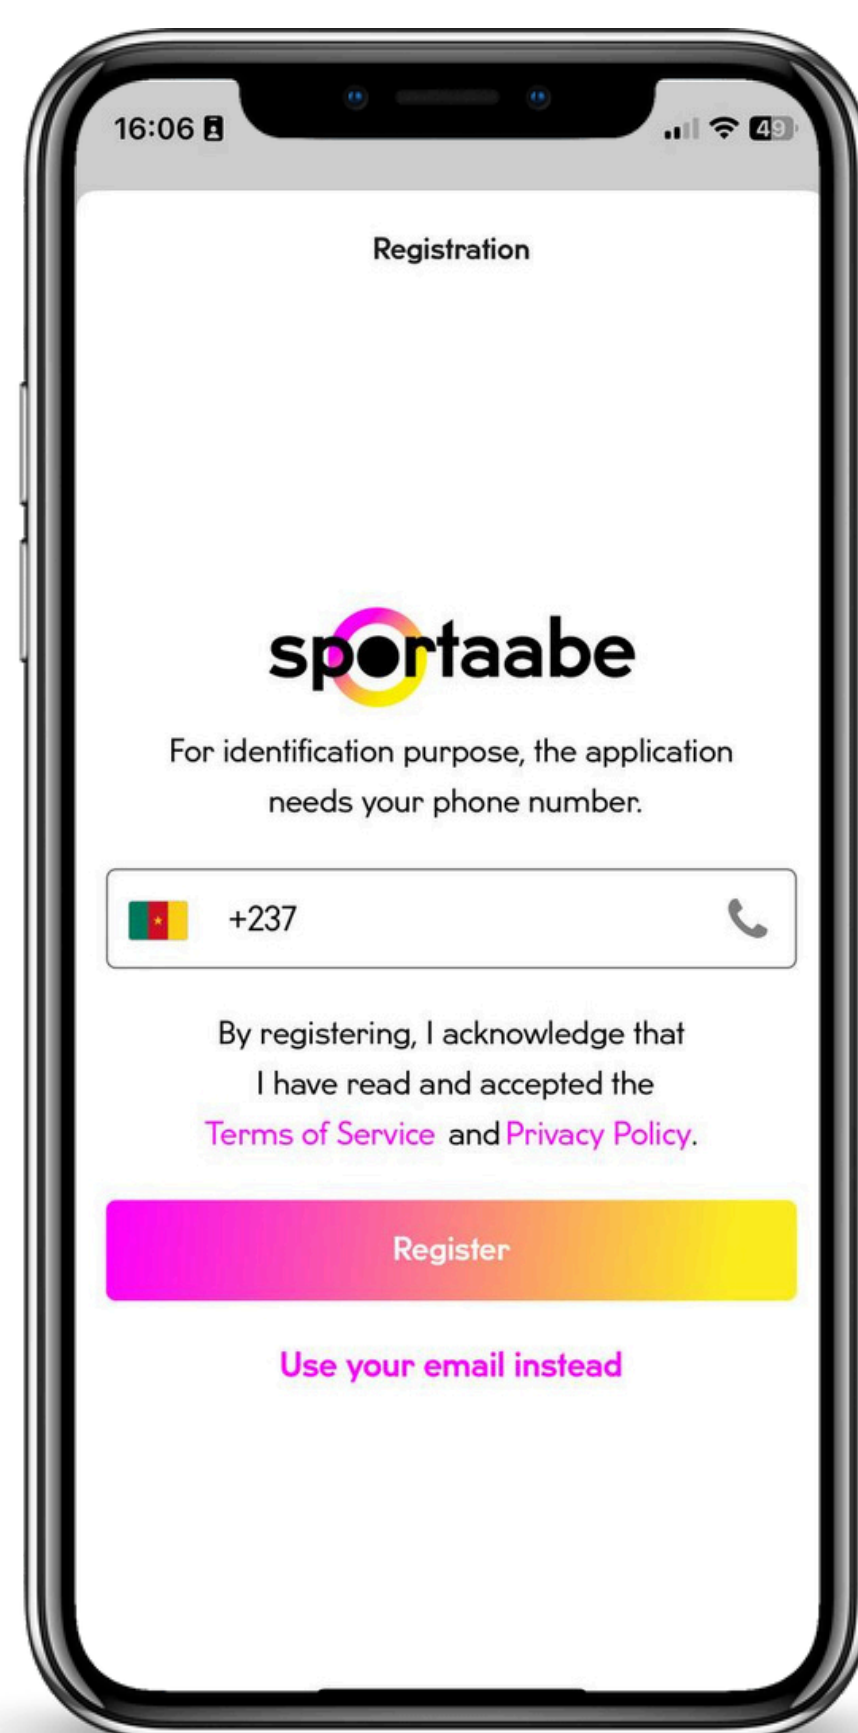 16:06
49
Registration
sportaabe
For identification purpose, the application
needs your phone number.
+237
By registering, I acknowledge that
I have read and accepted the
Terms of Service and Privacy Policy.
Register
Use your email instead